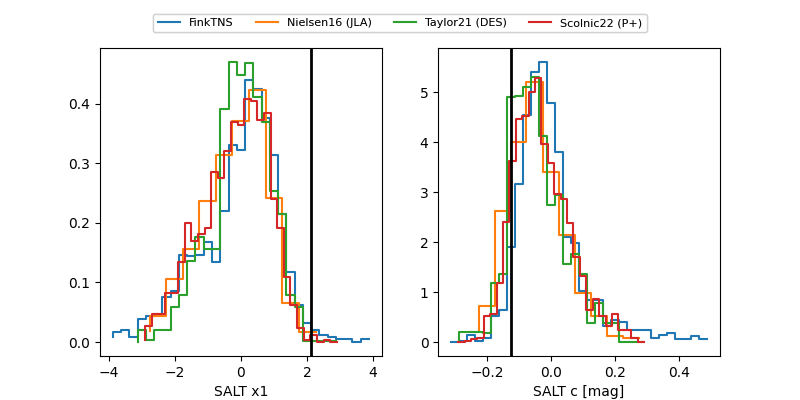 FinkTNS Nielsen16 (JLA) Taylor21 (DES) Scolnic22 (P+)
0.4
0.3
0.2
0.1
0.0
−4 −2 0 2 4
SALT x1
5
4
3
2
1
0
−0.2 0.0 0.2 0.4
SALT c [mag]